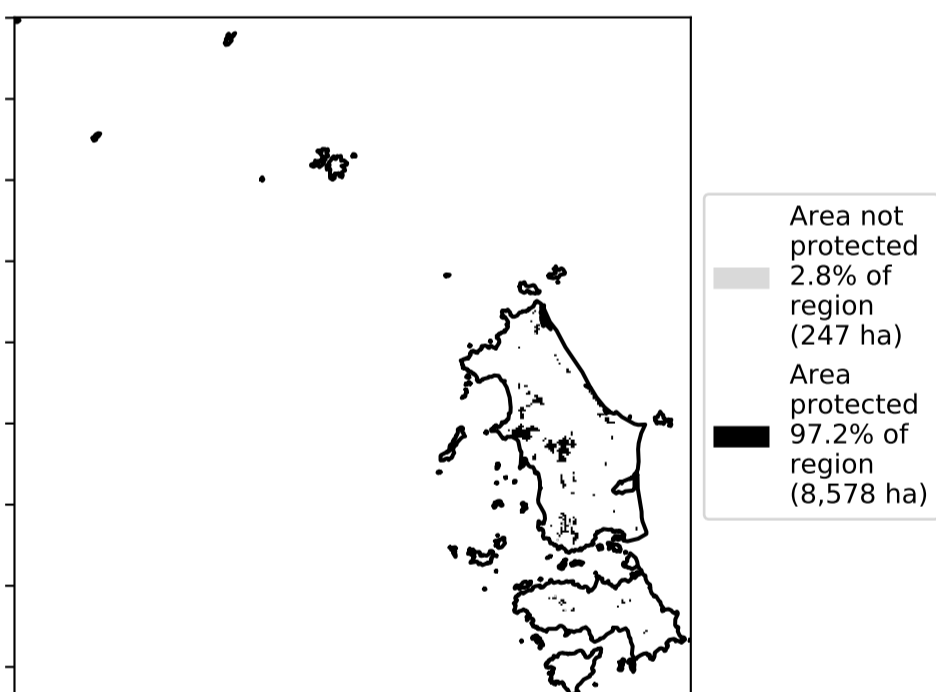 Area not
protected
2.8% of
region
(247 ha)
Area
protected
97.2% of
region
(8,578 ha)